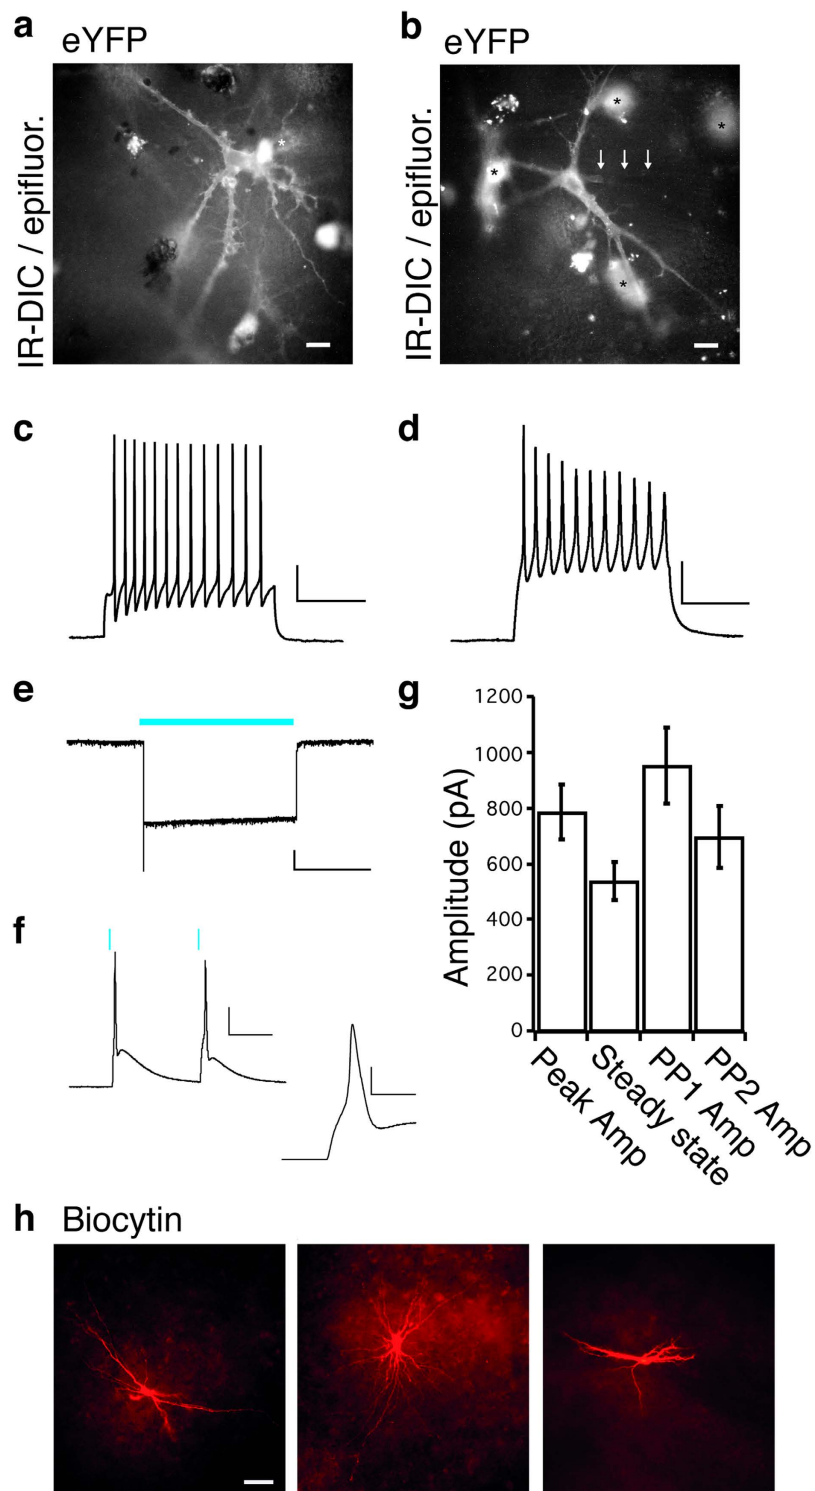 a
eYFP
IR-DIC / epifluor.
*
b
eYFP
IR-DIC / epifluor.
*
*
*
*
c
d
e
f
g
Amplitude (pA)
1200
1000
800
600
400
200
0
Peak Amp
Steady state
PP1 Amp
PP2 Amp
h
Biocytin